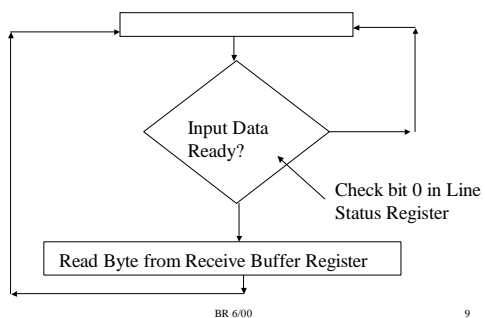 Input Data
Ready?
Check bit 0 in Line
Status Register
Read Byte from Receive Buffer Register
BR 6/00
9